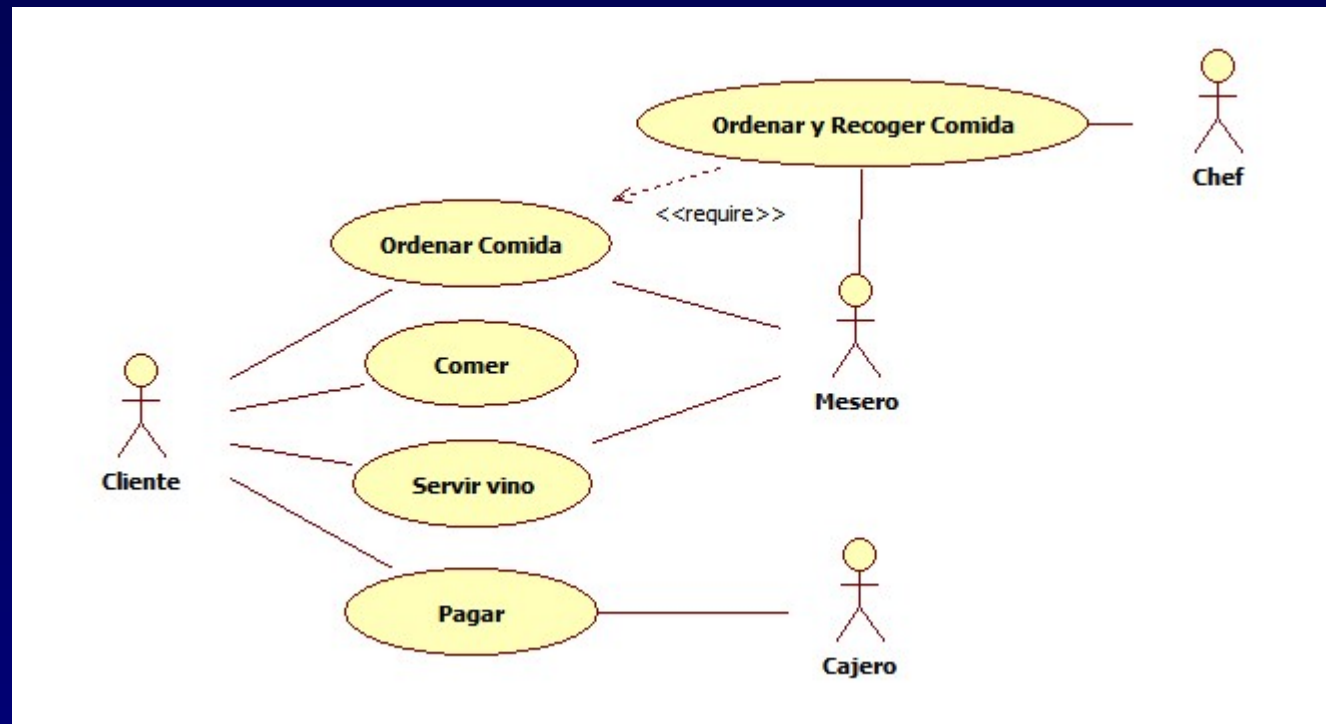 Ordenar y Recoger Comida
Chef
<<require>>
Ordenar Comida
Comer
Mesero
Cliente
Servir vino
Pagar
Cajero